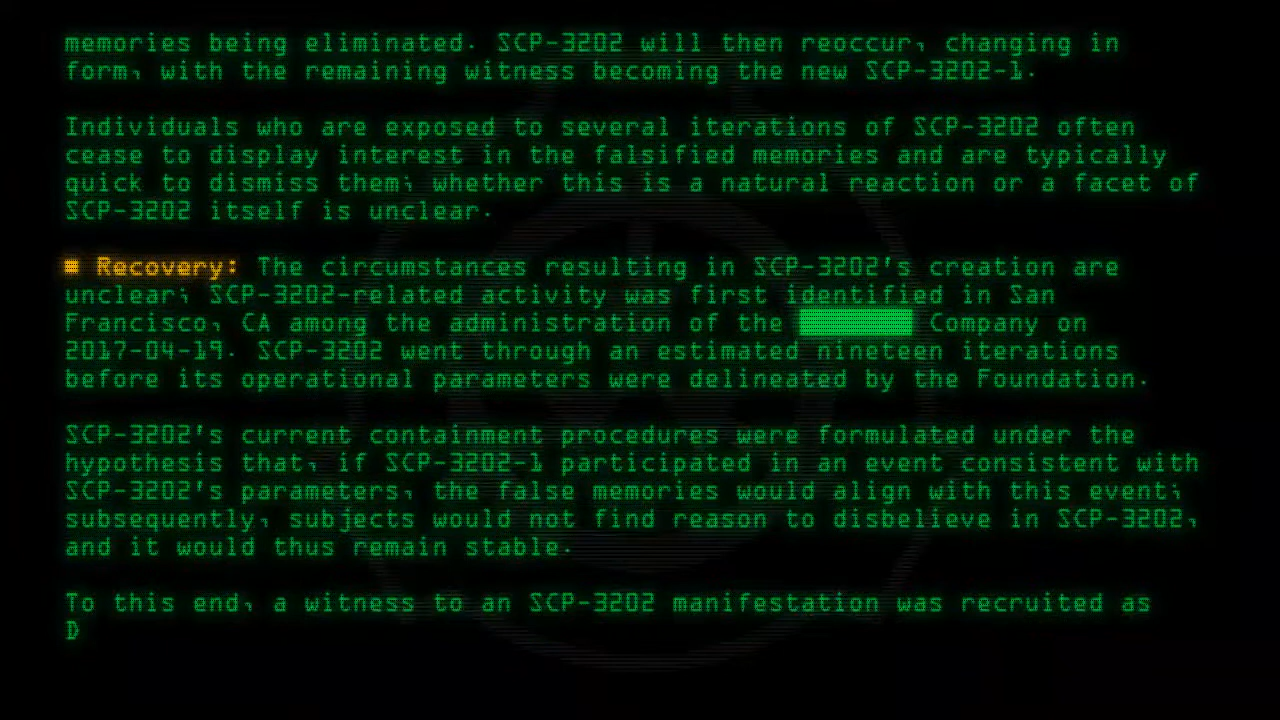 memories being eliminated. SCP-3202 will then reoccur, changing in
form, with the remaining witness becoming the new SCP-3202-1.
Individuals who are exposed to several iterations of SCP-3202 often
cease to display interest in the falsified memories and are typically
quick to dismiss them; whether this is a natural reaction or a facet of
SCP-3202 itself is unclear.
■ Recovery: The circumstances resulting in SCP-3202's creation are
unclear; SCP-3202-related activity was first identified in San
Francisco, CA among the administration of the ███████ Company on
2017-04-19. SCP-3202 went through an estimated nineteen iterations
before its operational parameters were delineated by the Foundation.
SCP-3202's current containment procedures were formulated under the
hypothesis that, if SCP-3202-1 participated in an event consistent with
SCP-3202's parameters, the false memories would align with this event;
subsequently, subjects would not find reason to disbelieve in SCP-3202,
and it would thus remain stable.
To this end, a witness to an SCP-3202 manifestation was recruited as
D